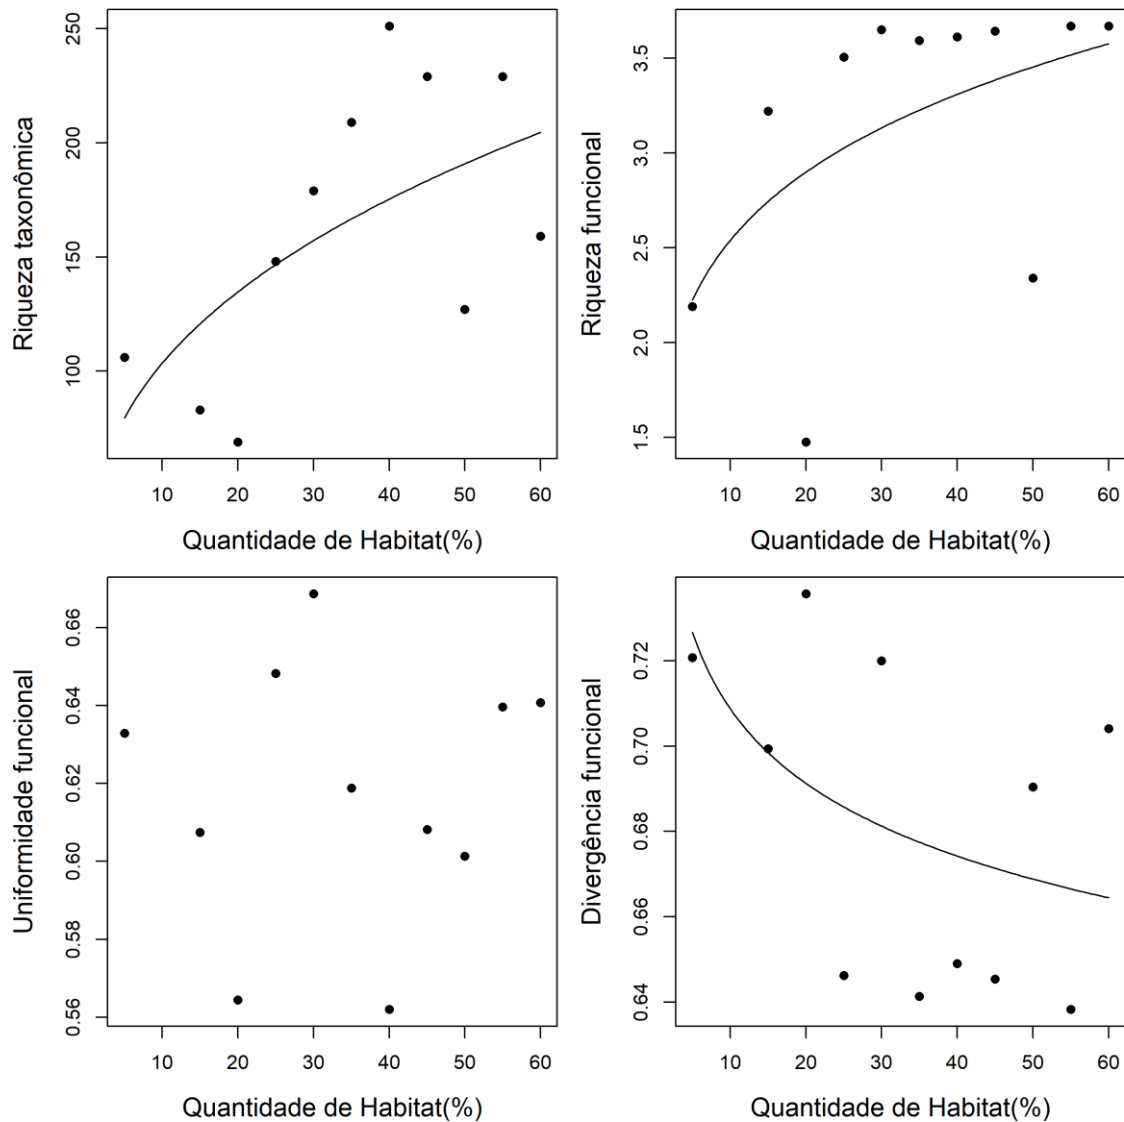 Riqueza taxonômica
250
200
150
100
10 20 30 40 50 60
Quantidade de Habitat(%)
Riqueza funcional
3.5
3.0
2.5
2.0
1.5
10 20 30 40 50 60
Quantidade de Habitat(%)
Uniformidade funcional
0.66
0.64
0.62
0.60
0.58
0.56
10 20 30 40 50 60
Quantidade de Habitat(%)
Divergência funcional
0.72
0.70
0.68
0.66
0.64
10 20 30 40 50 60
Quantidade de Habitat(%)